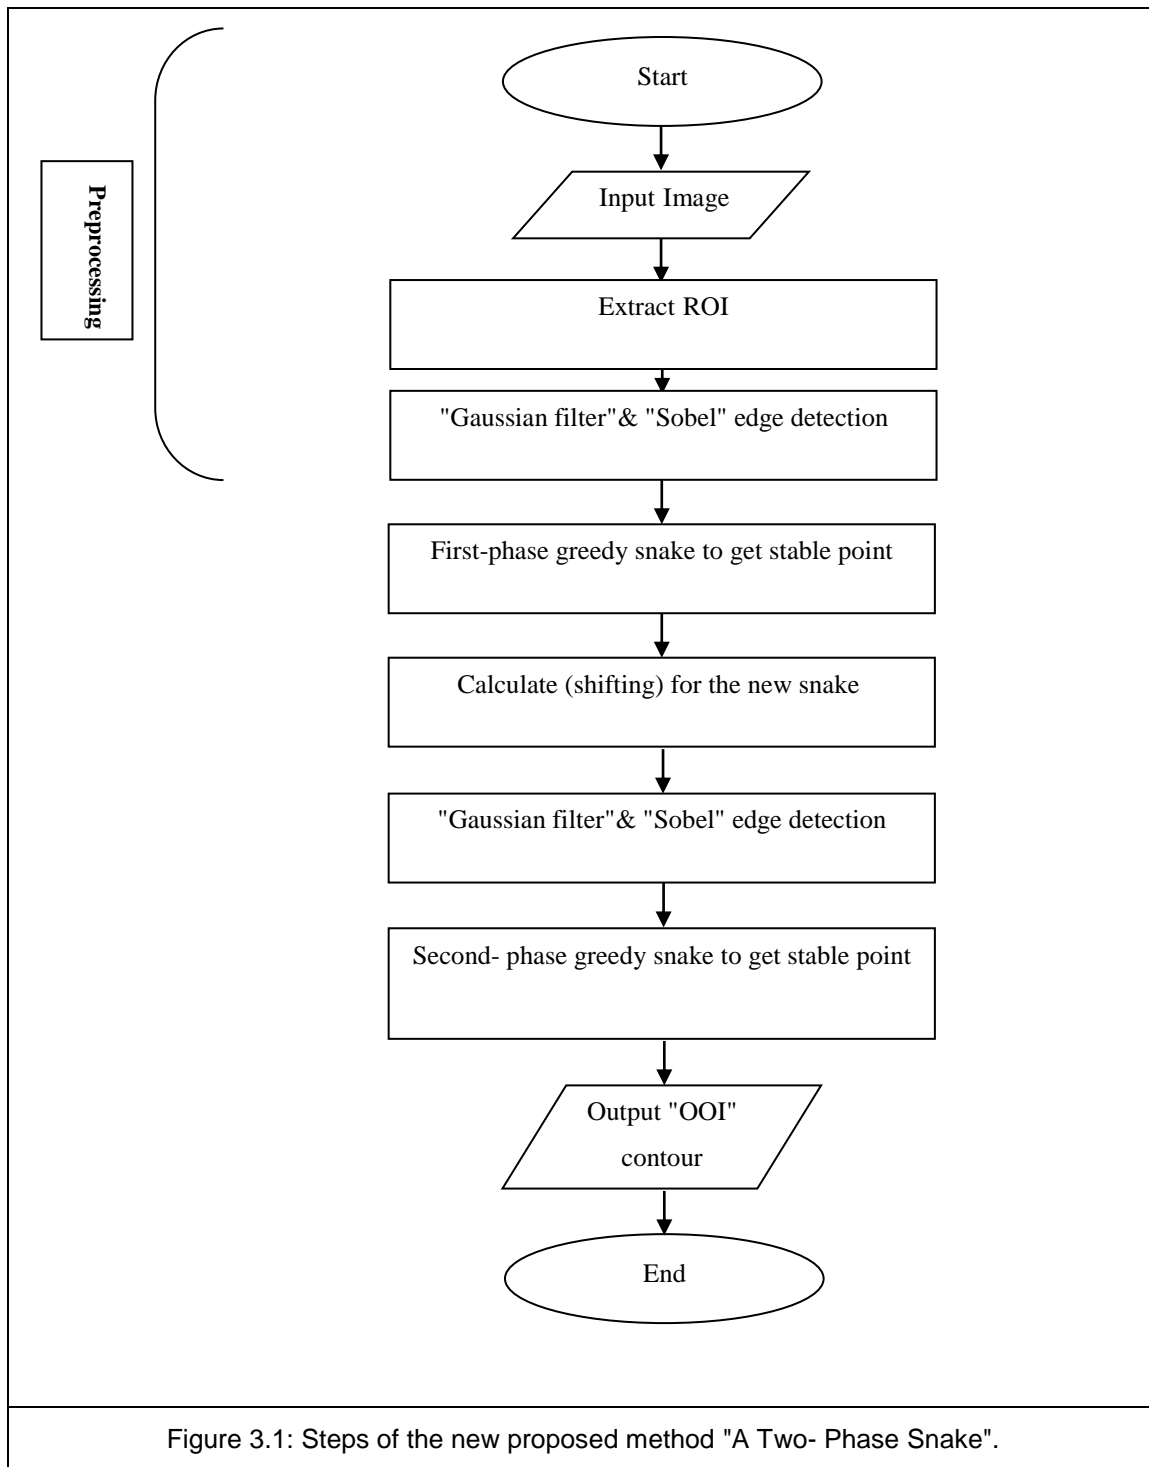 Start
Preprocessing
Input Image
Extract ROI
"Gaussian filter"& "Sobel" edge detection
First-phase greedy snake to get stable point
Calculate (shifting) for the new snake
"Gaussian filter"& "Sobel" edge detection
Second- phase greedy snake to get stable point
Output "OOI"
contour
End
Figure 3.1: Steps of the new proposed method "A Two- Phase Snake".